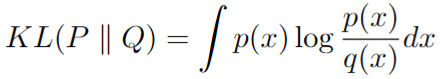 KL(P ∥ Q) = ∫ p(x) log p(x)/q(x) dx